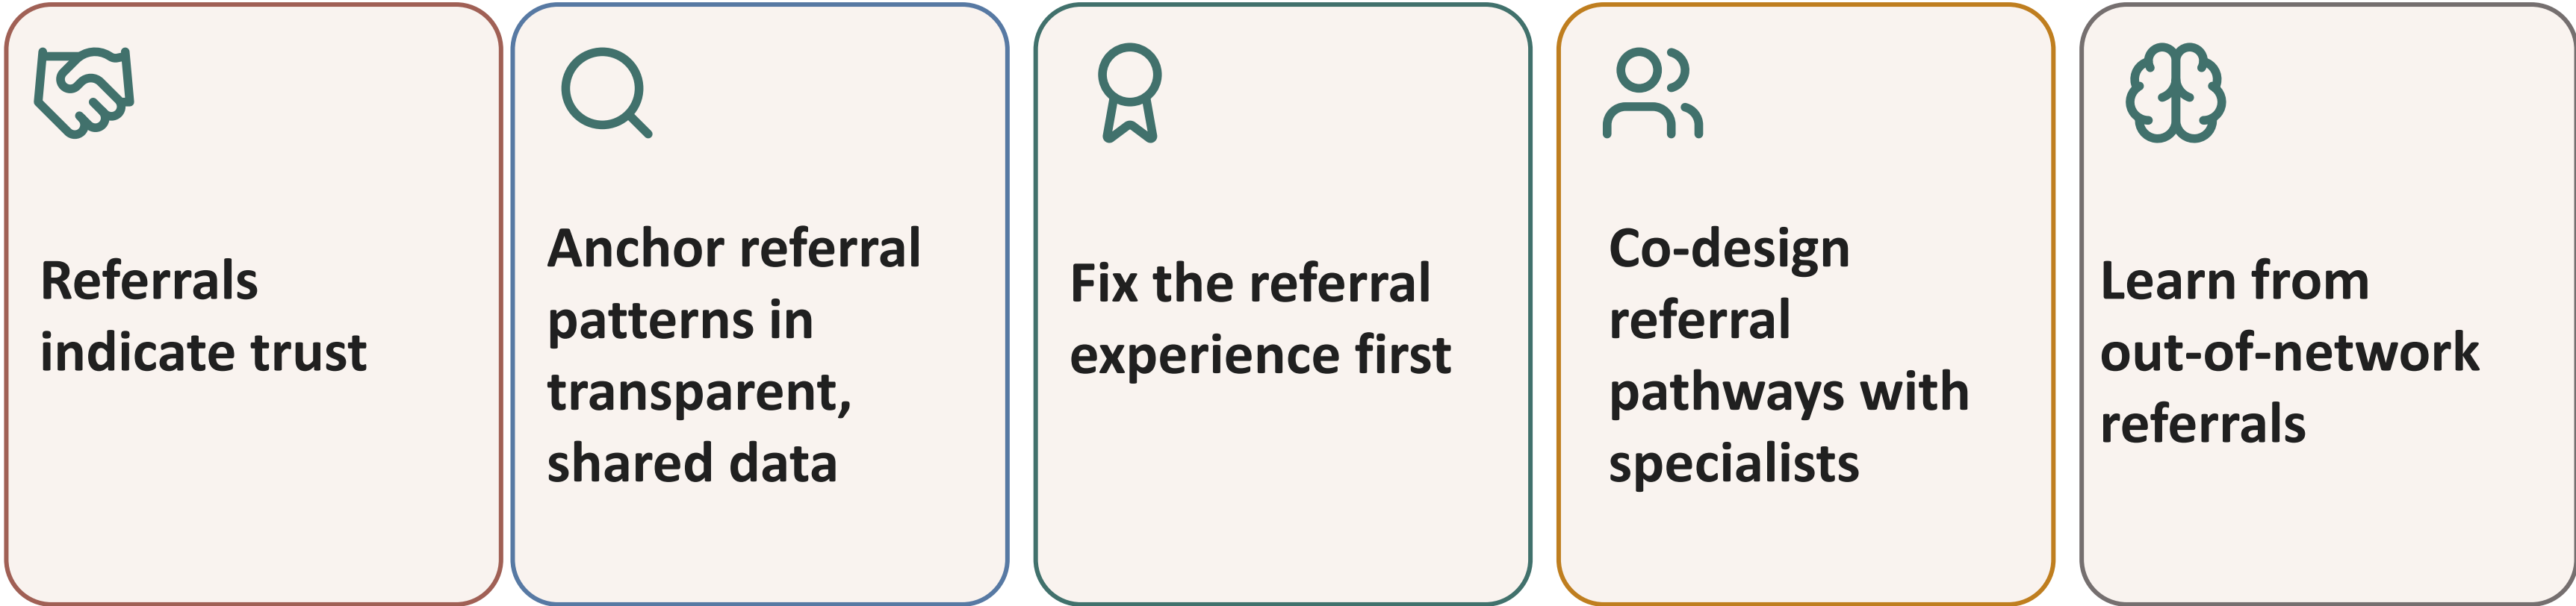 Referrals
indicate trust
Anchor referral
patterns in
transparent,
shared data
Fix the referral
experience first
Co-design
referral
pathways with
specialists
Learn from
out-of-network
referrals